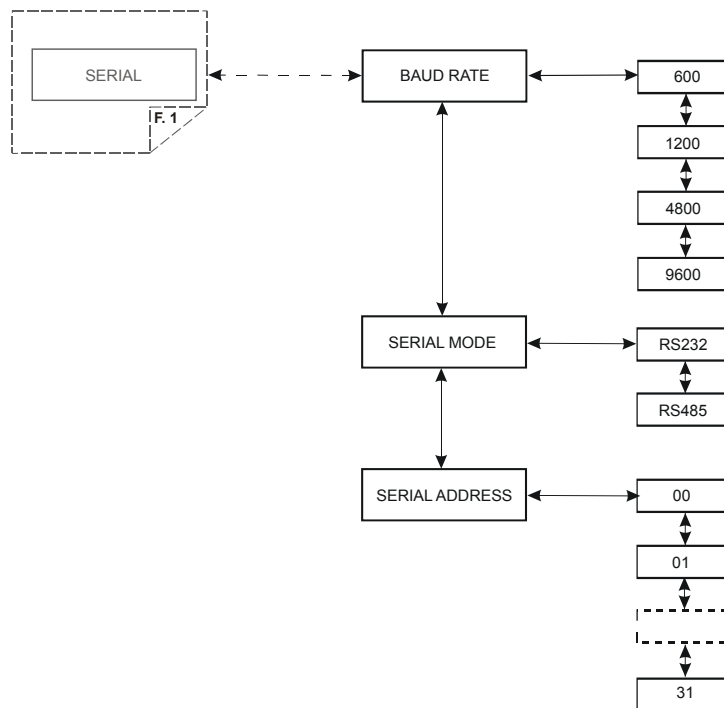 SERIAL
F. 1
BAUD RATE
600
1200
4800
9600
SERIAL MODE
RS232
RS485
SERIAL ADDRESS
00
01
31